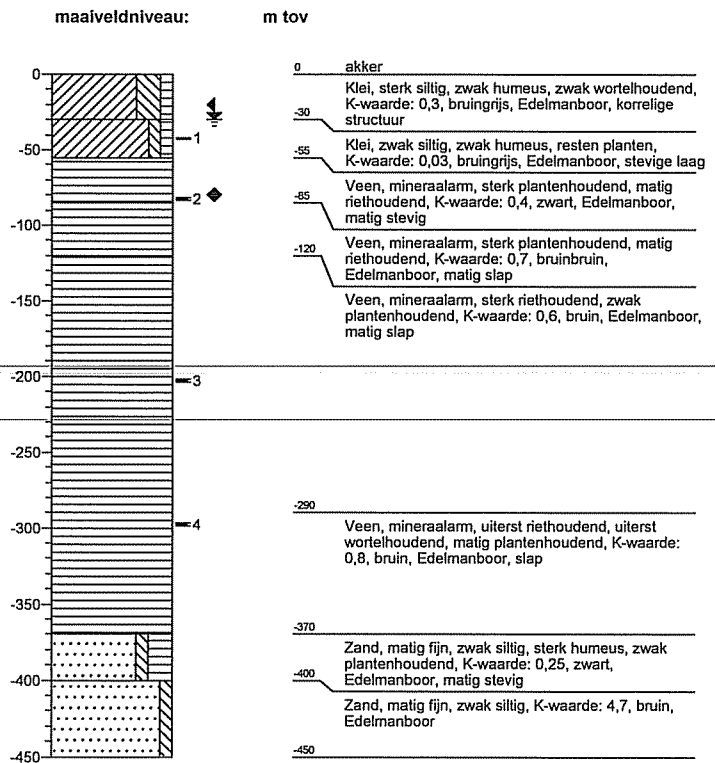 maaiveldniveau: m tov
0 0 akker
Klei, sterk siltig, zwak humeus, zwak wortelhoudend,
K-waarde: 0,3, bruingrijs, Edelmanboor, korrelige
-30 structuur
1
-50 -55 Klei, zwak siltig, zwak humeus, resten planten,
K-waarde: 0,03, bruingrijs, Edelmanboor, stevige laag
2 -85 Veen, mineraalarm, sterk plantenhoudend, matig
riethoudend, K-waarde: 0,4, zwart, Edelmanboor,
matig stevig
-100
-120 Veen, mineraalarm, sterk plantenhoudend, matig
riethoudend, K-waarde: 0,7, bruinbruin,
Edelmanboor, matig slap
-150 Veen, mineraalarm, sterk riethoudend, zwak
plantenhoudend, K-waarde: 0,6, bruin, Edelmanboor,
matig slap
-200 3
-250
-290
-300 4 Veen, mineraalarm, uiterst riethoudend, uiterst
wortelhoudend, matig plantenhoudend, K-waarde:
0,8, bruin, Edelmanboor, slap
-350
-370
Zand, matig fijn, zwak siltig, sterk humeus, zwak
plantenhoudend, K-waarde: 0,25, zwart,
-400 -400 Edelmanboor, matig stevig
Zand, matig fijn, zwak siltig, K-waarde: 4,7, bruin,
Edelmanboor
-450 -450